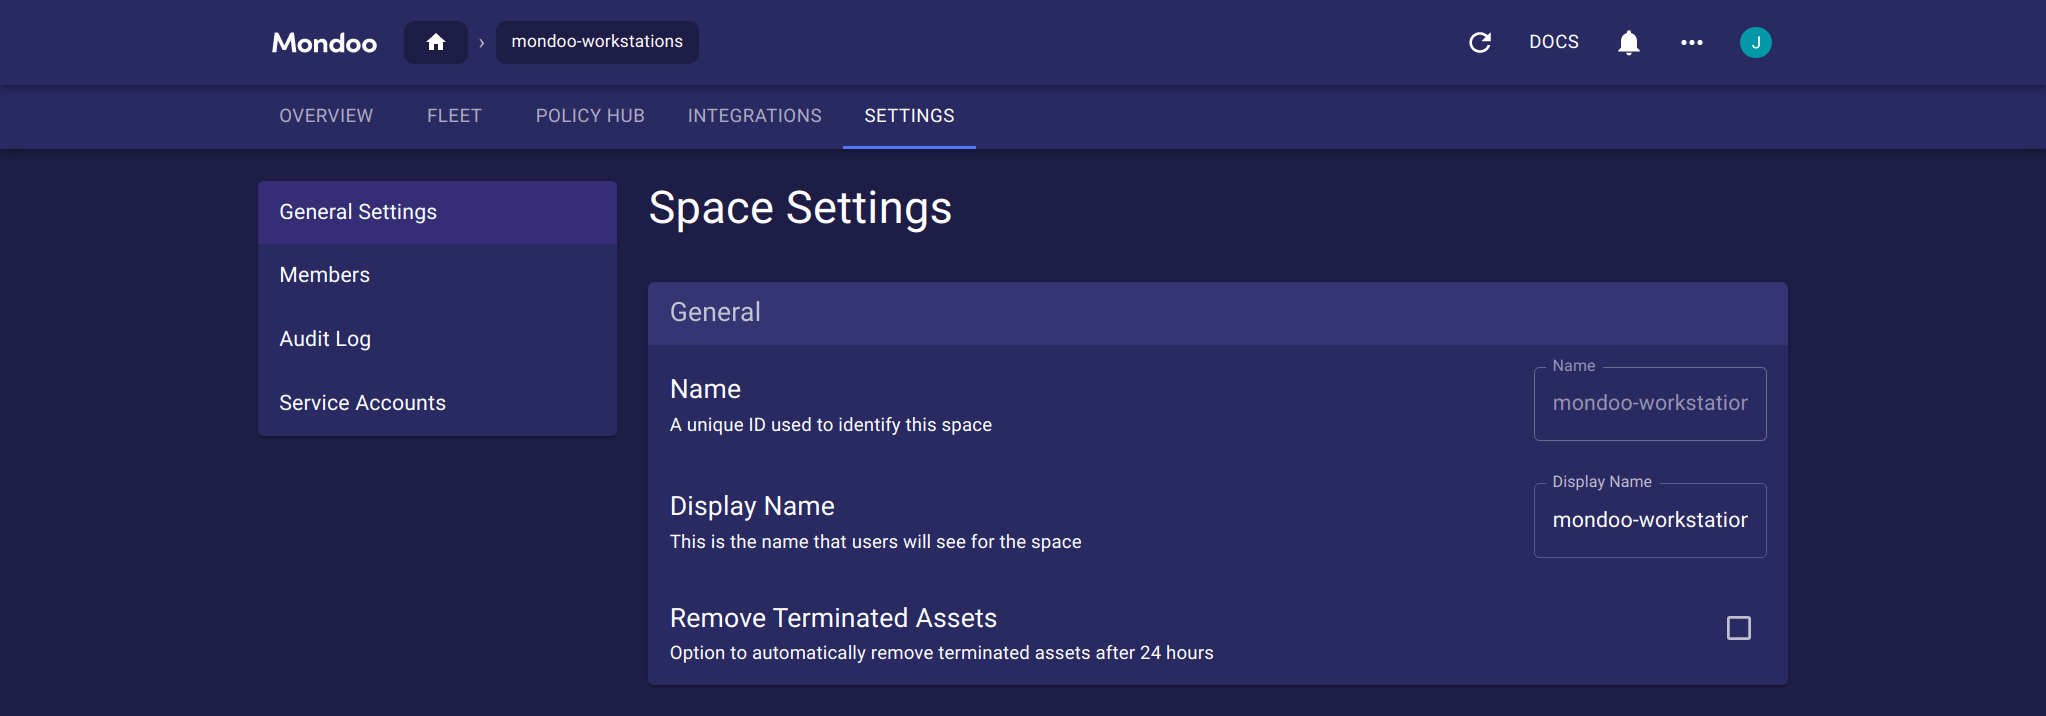 Mondoo
› mondoo-workstations
DOCS
J
OVERVIEW FLEET POLICY HUB INTEGRATIONS SETTINGS
General Settings
Members
Audit Log
Service Accounts
Space Settings
General
Name
A unique ID used to identify this space
Name
mondoo-workstation
Display Name
This is the name that users will see for the space
Display Name
mondoo-workstation
Remove Terminated Assets
Option to automatically remove terminated assets after 24 hours